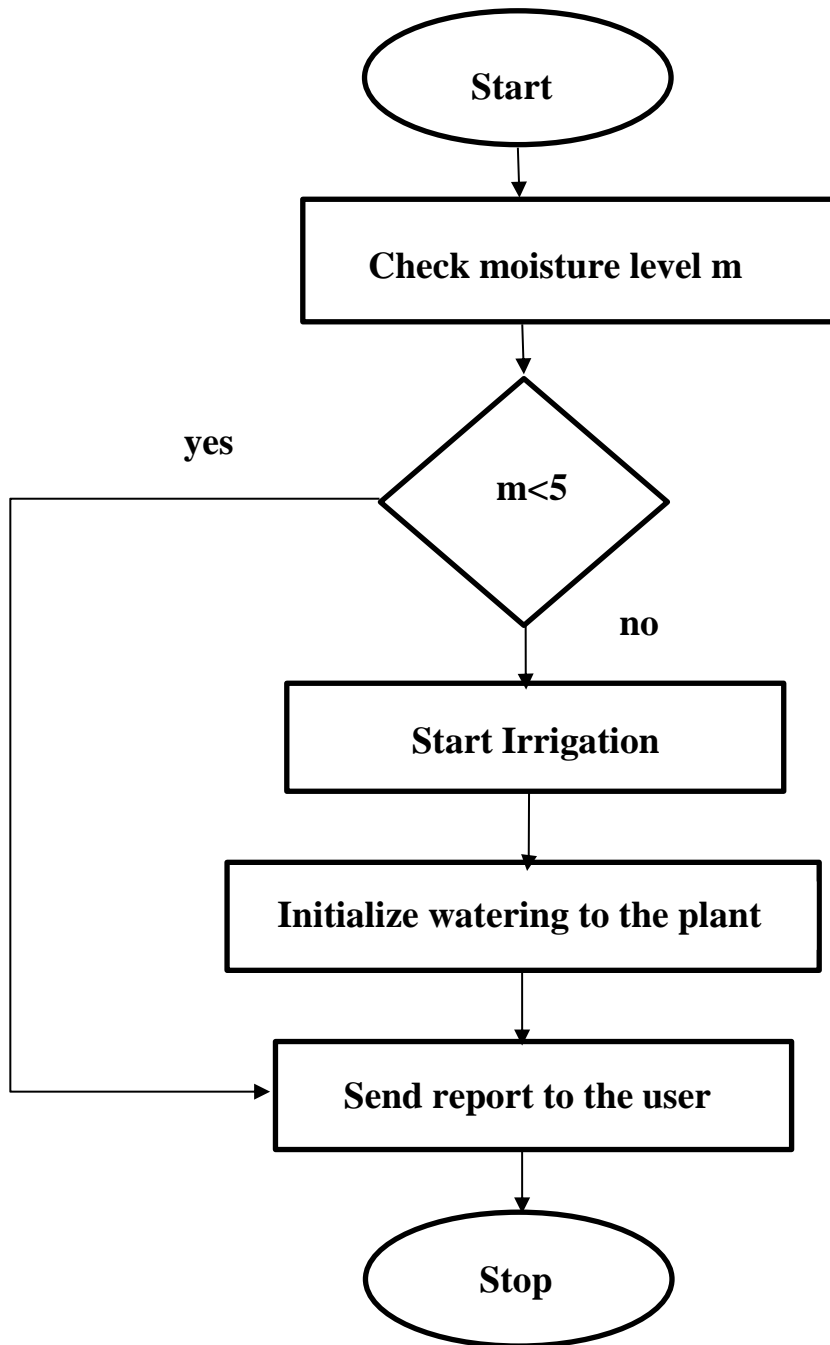 Start
Check moisture level m
yes
m<5
no
Start Irrigation
Initialize watering to the plant
Send report to the user
Stop